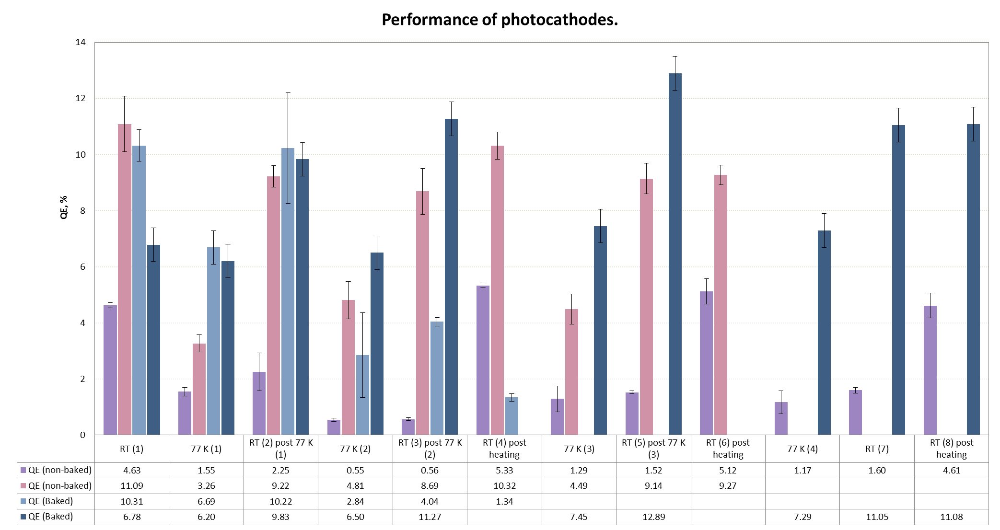 Performance of photocathodes.
14
12
10
8
6
4
2
0
QE, %
RT (1)
77 K (1)
RT (2) post 77 K
(1)
77 K (2)
RT (3) post 77 K
(2)
RT (4) post
heating
77 K (3)
RT (5) post 77 K
(3)
RT (6) post
heating
77 K (4)
RT (7)
RT (8) post
heating
QE (non-baked) 4.63 1.55 2.25 0.55 0.56 5.33 1.29 1.52 5.12 1.17 1.60 4.61
QE (non-baked) 11.09 3.26 9.22 4.81 8.69 10.32 4.49 9.14 9.27
QE (Baked) 10.31 6.69 10.22 2.84 4.04 1.34
QE (Baked) 6.78 6.20 9.83 6.50 11.27 7.45 12.89 7.29 11.05 11.08